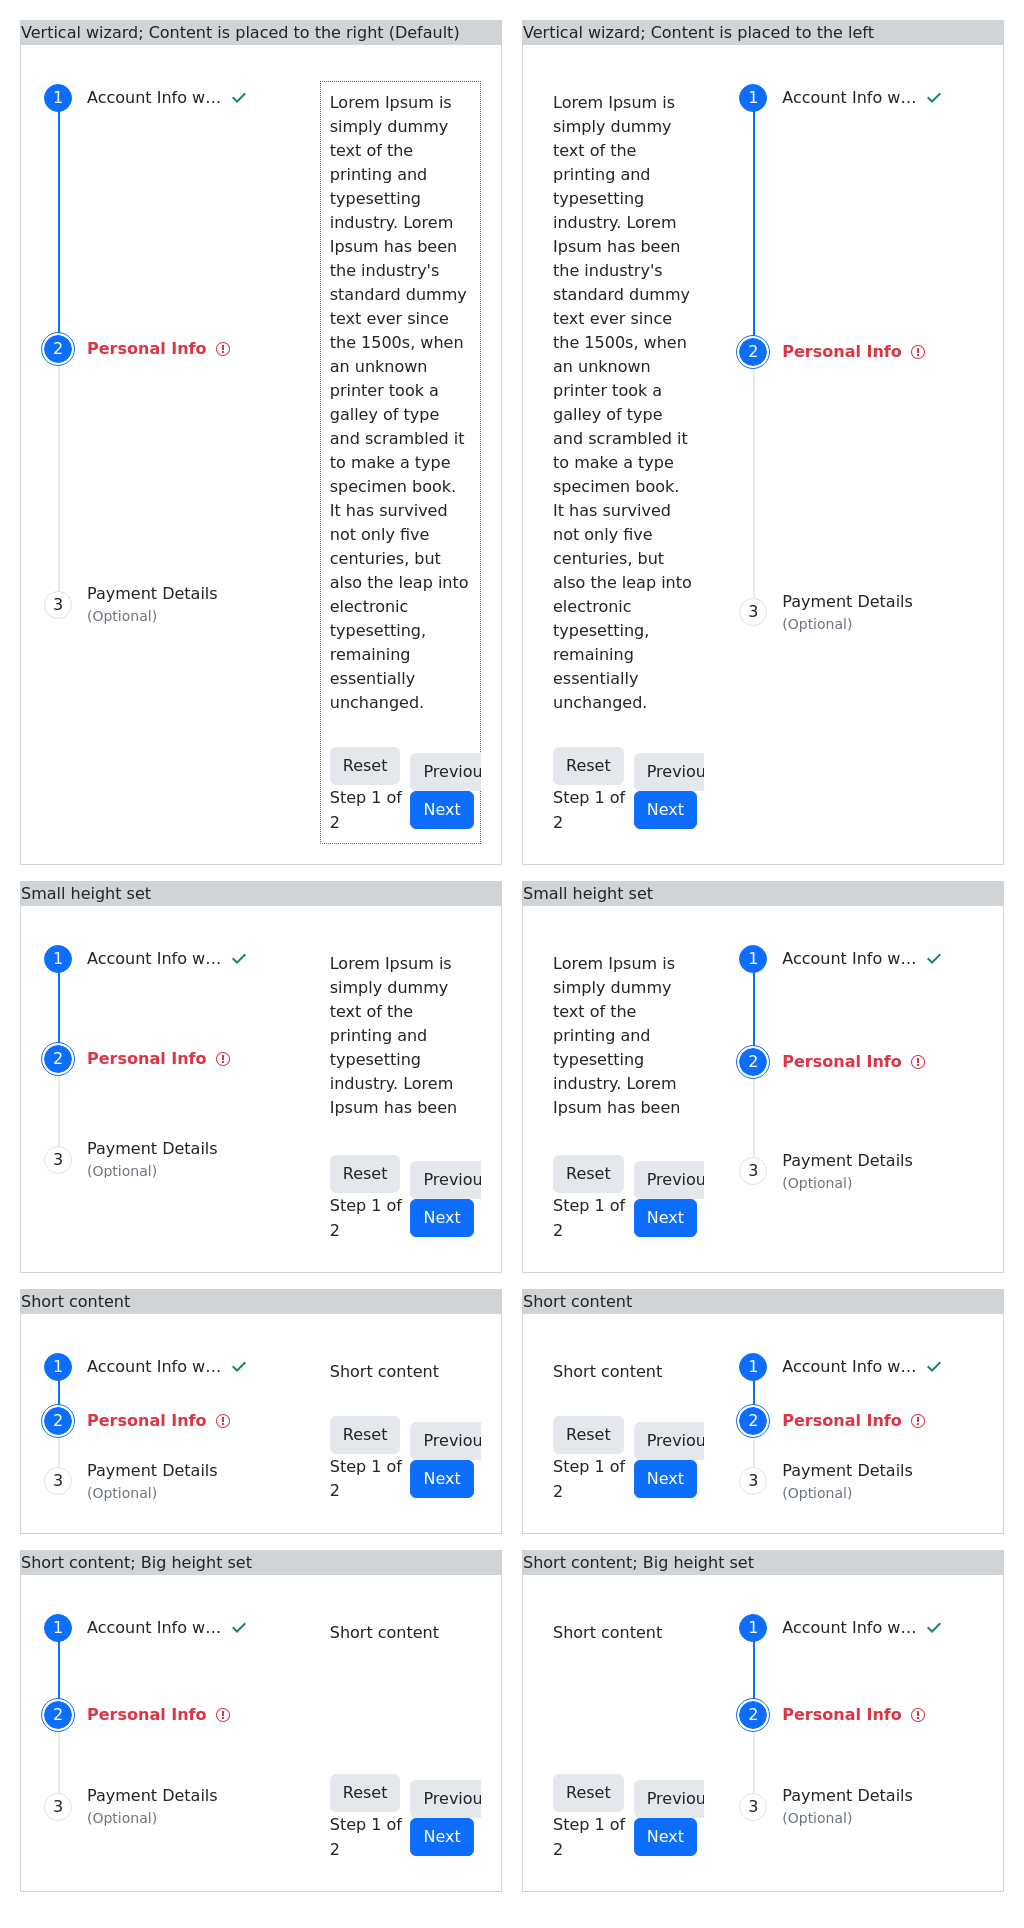 Vertical wizard; Content is placed to the right (Default)
1
Account Info w...
2
Personal Info
3
Payment Details
(Optional)
Lorem Ipsum is
simply dummy
text of the
printing and
typesetting
industry. Lorem
Ipsum has been
the industry's
standard dummy
text ever since
the 1500s, when
an unknown
printer took a
galley of type
and scrambled it
to make a type
specimen book.
It has survived
not only five
centuries, but
also the leap into
electronic
typesetting,
remaining
essentially
unchanged.
Reset
Previou
Step 1 of
2
Next
Vertical wizard; Content is placed to the left
Lorem Ipsum is
simply dummy
text of the
printing and
typesetting
industry. Lorem
Ipsum has been
the industry's
standard dummy
text ever since
the 1500s, when
an unknown
printer took a
galley of type
and scrambled it
to make a type
specimen book.
It has survived
not only five
centuries, but
also the leap into
electronic
typesetting,
remaining
essentially
unchanged.
Reset
Previou
Step 1 of
2
Next
1
Account Info w...
2
Personal Info
3
Payment Details
(Optional)
Small height set
1
Account Info w...
2
Personal Info
3
Payment Details
(Optional)
Lorem Ipsum is
simply dummy
text of the
printing and
typesetting
industry. Lorem
Ipsum has been
Reset
Previou
Step 1 of
2
Next
Small height set
Lorem Ipsum is
simply dummy
text of the
printing and
typesetting
industry. Lorem
Ipsum has been
Reset
Previou
Step 1 of
2
Next
1
Account Info w...
2
Personal Info
3
Payment Details
(Optional)
Short content
1
Account Info w...
2
Personal Info
3
Payment Details
(Optional)
Short content
Reset
Previou
Step 1 of
2
Next
Short content
Short content
Reset
Previou
Step 1 of
2
Next
1
Account Info w...
2
Personal Info
3
Payment Details
(Optional)
Short content; Big height set
1
Account Info w...
2
Personal Info
3
Payment Details
(Optional)
Short content
Reset
Previou
Step 1 of
2
Next
Short content; Big height set
Short content
Reset
Previou
Step 1 of
2
Next
1
Account Info w...
2
Personal Info
3
Payment Details
(Optional)